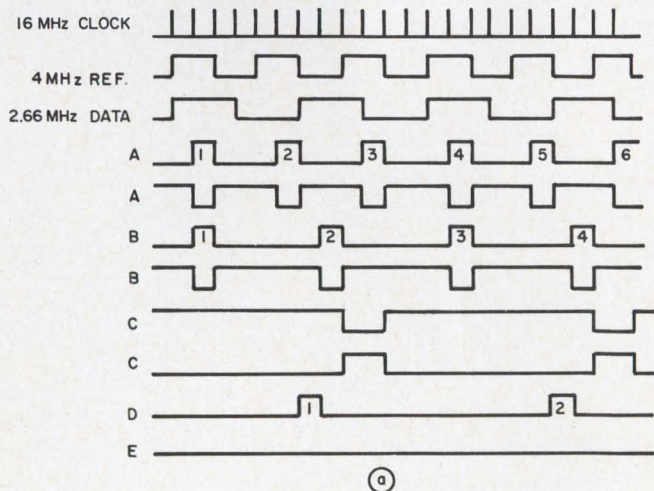 16 MHz CLOCK
4 MHz REF.
2.66 MHz DATA
A 1 2 3 4 5 6
A
B 1 2 3 4
B
C
C
D 1 2
E
a